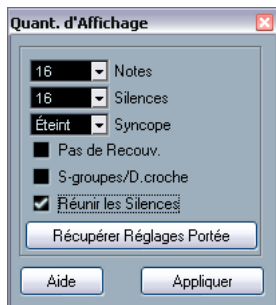 Quant. d'Affichage
16 Notes
16 Silences
Éteint Syncope
Pas de Recouv.
S-groupes/D.croche
Réunir les Silences
Récupérer Réglages Portée
Aide Appliquer